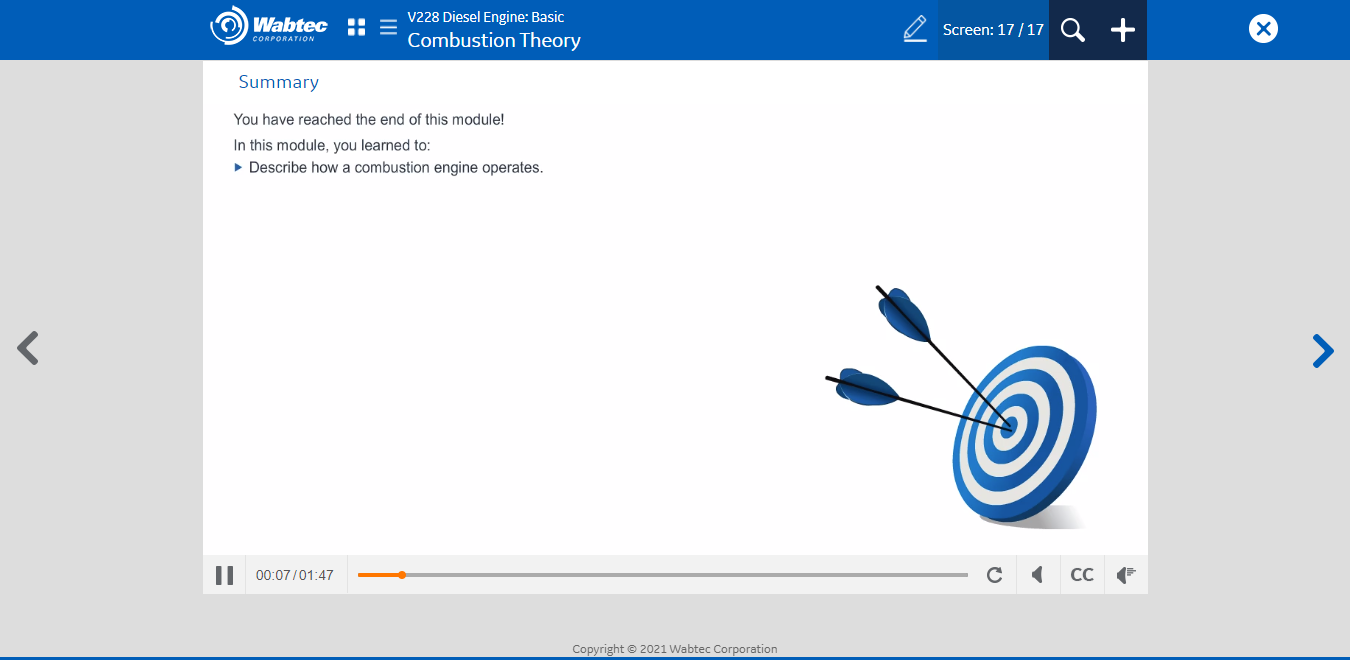 Wabtec
CORPORATION
V228 Diesel Engine: Basic
Combustion Theory
Screen: 17 / 17
Summary
You have reached the end of this module!
In this module, you learned to:
Describe how a combustion engine operates.
00:07/01:47
CC
Copyright © 2021 Wabtec Corporation